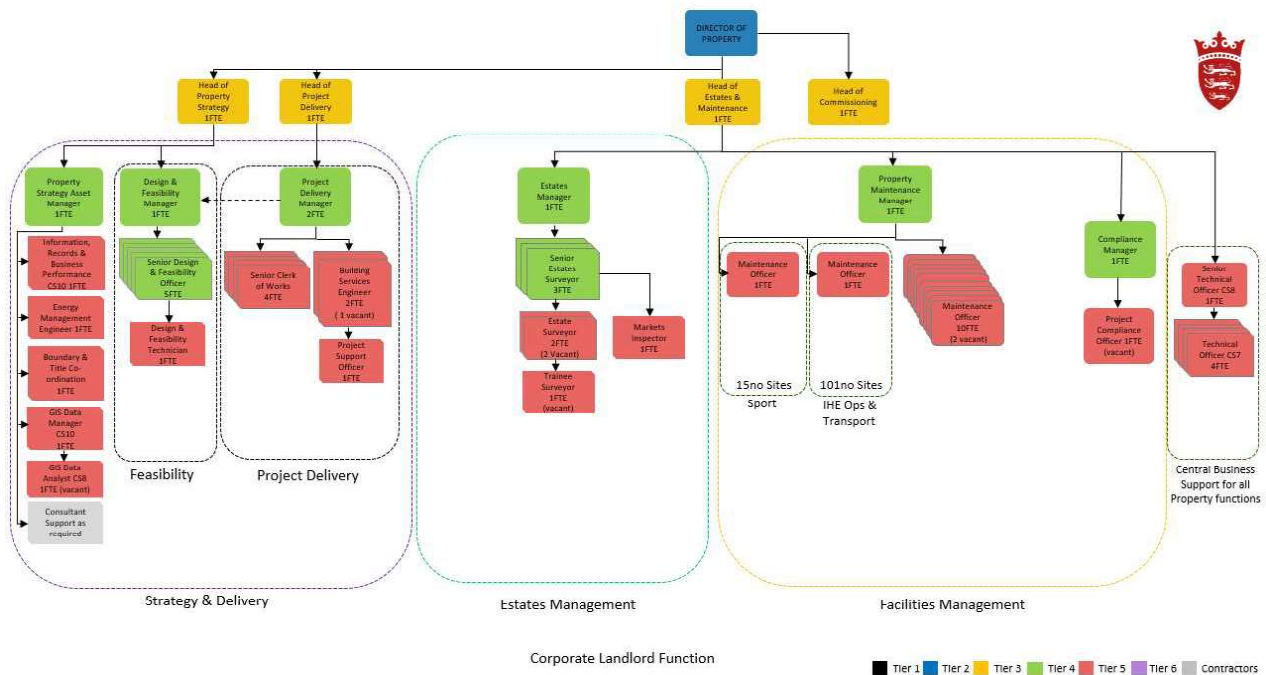 DIRECTOR OF
PROPERTY
Head of
Property
Strategy
1FTE
Head of
Project
Delivery
1FTE
Head of
Estates &
Maintenance
1FTE
Head of
Commissioning
1FTE
Property
Strategy Asset
Manager
1FTE
Design &
Feasibility
Manager
1FTE
Project
Delivery
Manager
2FTE
Estates
Manager
1FTE
Property
Maintenance
Manager
1FTE
Compliance
Manager
1FTE
Information,
Records &
Business
Performance
CS10 1FTE
Energy
Management
Engineer 1FTE
Boundary &
Title Co-
ordination
1FTE
GIS Data
Manager
CS10
1FTE
GIS Data
Analyst CS8
1FTE (vacant)
Consultant
Support as
required
Senior Design
& Feasibility
Officer
5FTE
Design &
Feasibility
Technician
1FTE
Senior Clerk
of Works
4FTE
Building
Services
Engineer
2FTE
( 1 vacant)
Project
Support
Officer
1FTE
Senior
Estates
Surveyor
3FTE
Estate
Surveyor
2FTE
(2 Vacant)
Trainee
Surveyor
1FTE
(vacant)
Markets
Inspector
1FTE
Maintenance
Officer
1FTE
Maintenance
Officer
1FTE
Maintenance
Officer
10FTE
(2 vacant)
Project
Compliance
Officer 1FTE
(vacant)
Senior
Technical
Officer CS8
1FTE
Technical
Officer CS7
4FTE
15no Sites
Sport
101no Sites
IHE Ops &
Transport
Feasibility
Project Delivery
Central Business
Support for all
Property functions
Strategy & Delivery
Estates Management
Facilities Management
Corporate Landlord Function
Tier 1
Tier 2
Tier 3
Tier 4
Tier 5
Tier 6
Contractors